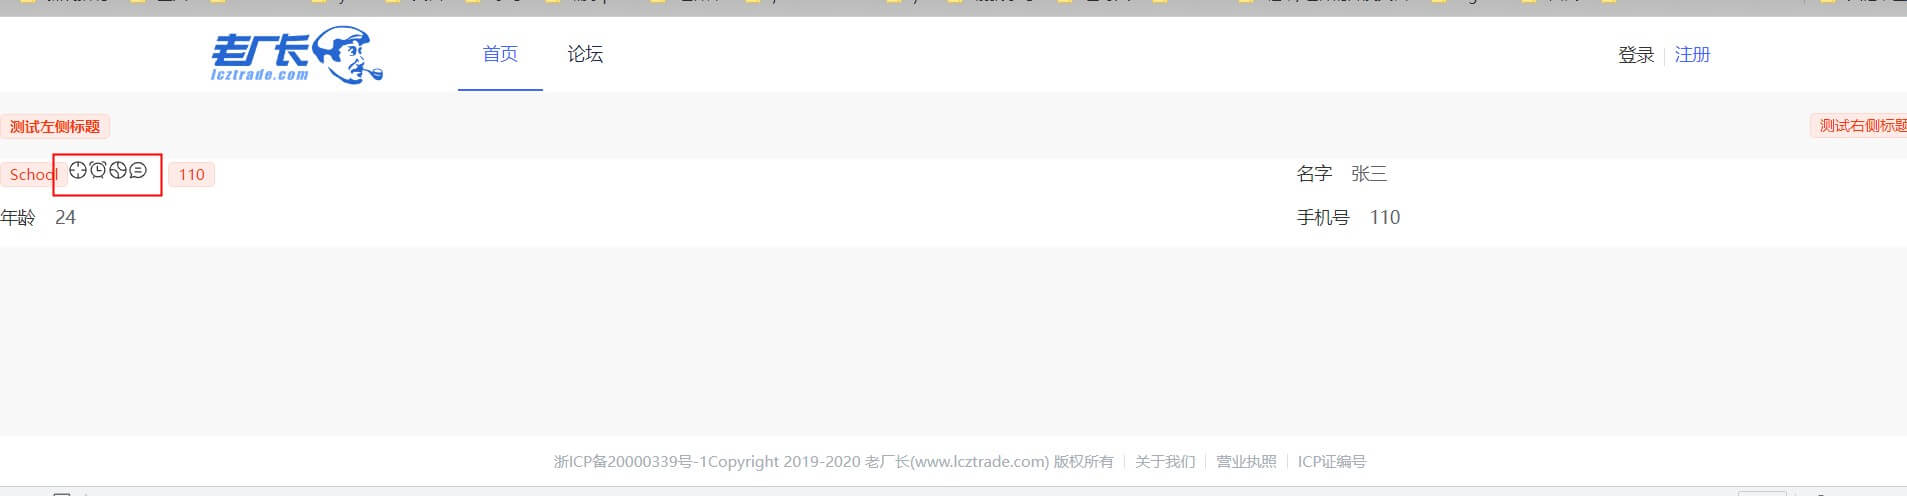 老厂长
lcztrade.com
首页
论坛
登录
注册
测试左侧标题
测试右侧标题
School
110
名字 张三
年龄 24
手机号 110
浙ICP备20000339号-1Copyright 2019-2020 老厂长(www.lcztrade.com) 版权所有 关于我们 营业执照 ICP证编号